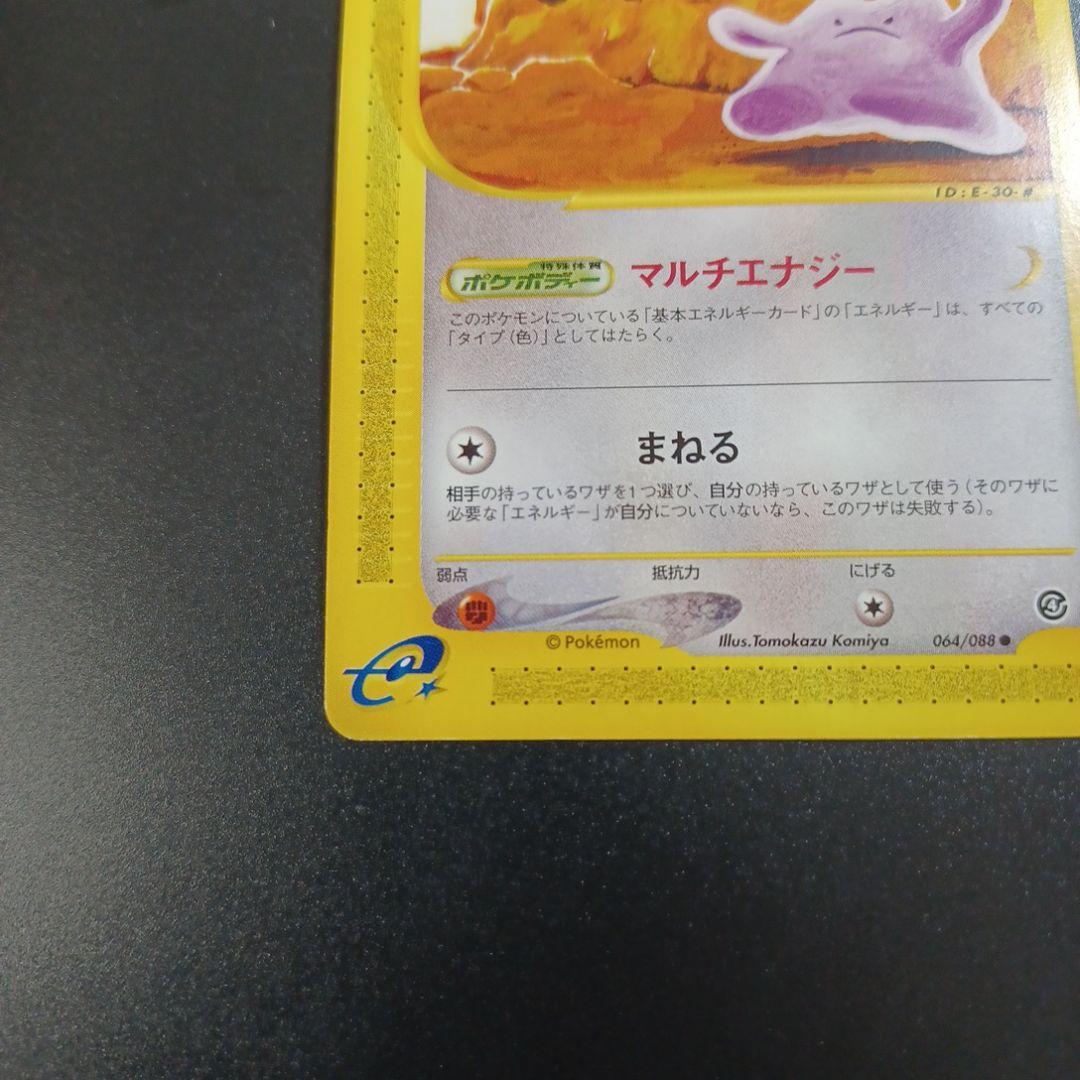 ID:E-30-#
特殊体質
ポケボディー マルチエナジー
このポケモンについている「基本エネルギーカード」の「エネルギー」は、すべての
「タイプ(色)」としてはたらく。
まねる
相手の持っているワザを1つ選び、自分の持っているワザとして使う(そのワザに
必要な「エネルギー」が自分についていないなら、このワザは失敗する)。
弱点 抵抗力 にげる
©Pokémon Illus.Tomokazu Komiya 064/088
e